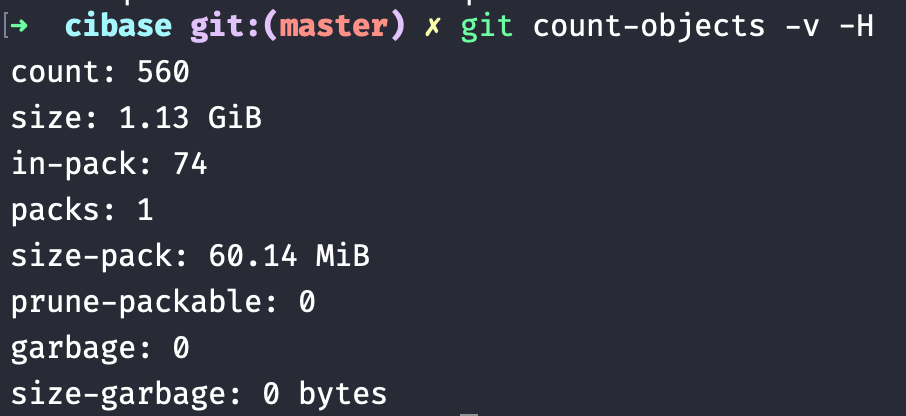 [➜  cibase git:(master) ✗ git count-objects -v -H
count: 560
size: 1.13 GiB
in-pack: 74
packs: 1
size-pack: 60.14 MiB
prune-packable: 0
garbage: 0
size-garbage: 0 bytes